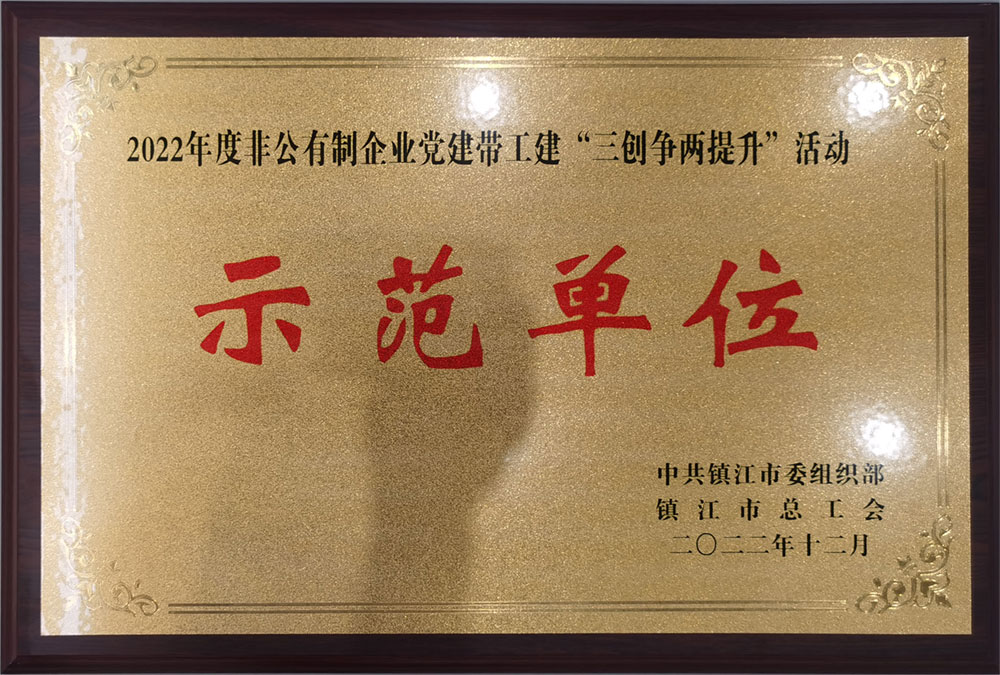 2022年度非公有制企业党建带工建“三创争两提升”活动
示范单位
中共镇江市委组织部
镇江市总工会
二〇二二年十二月